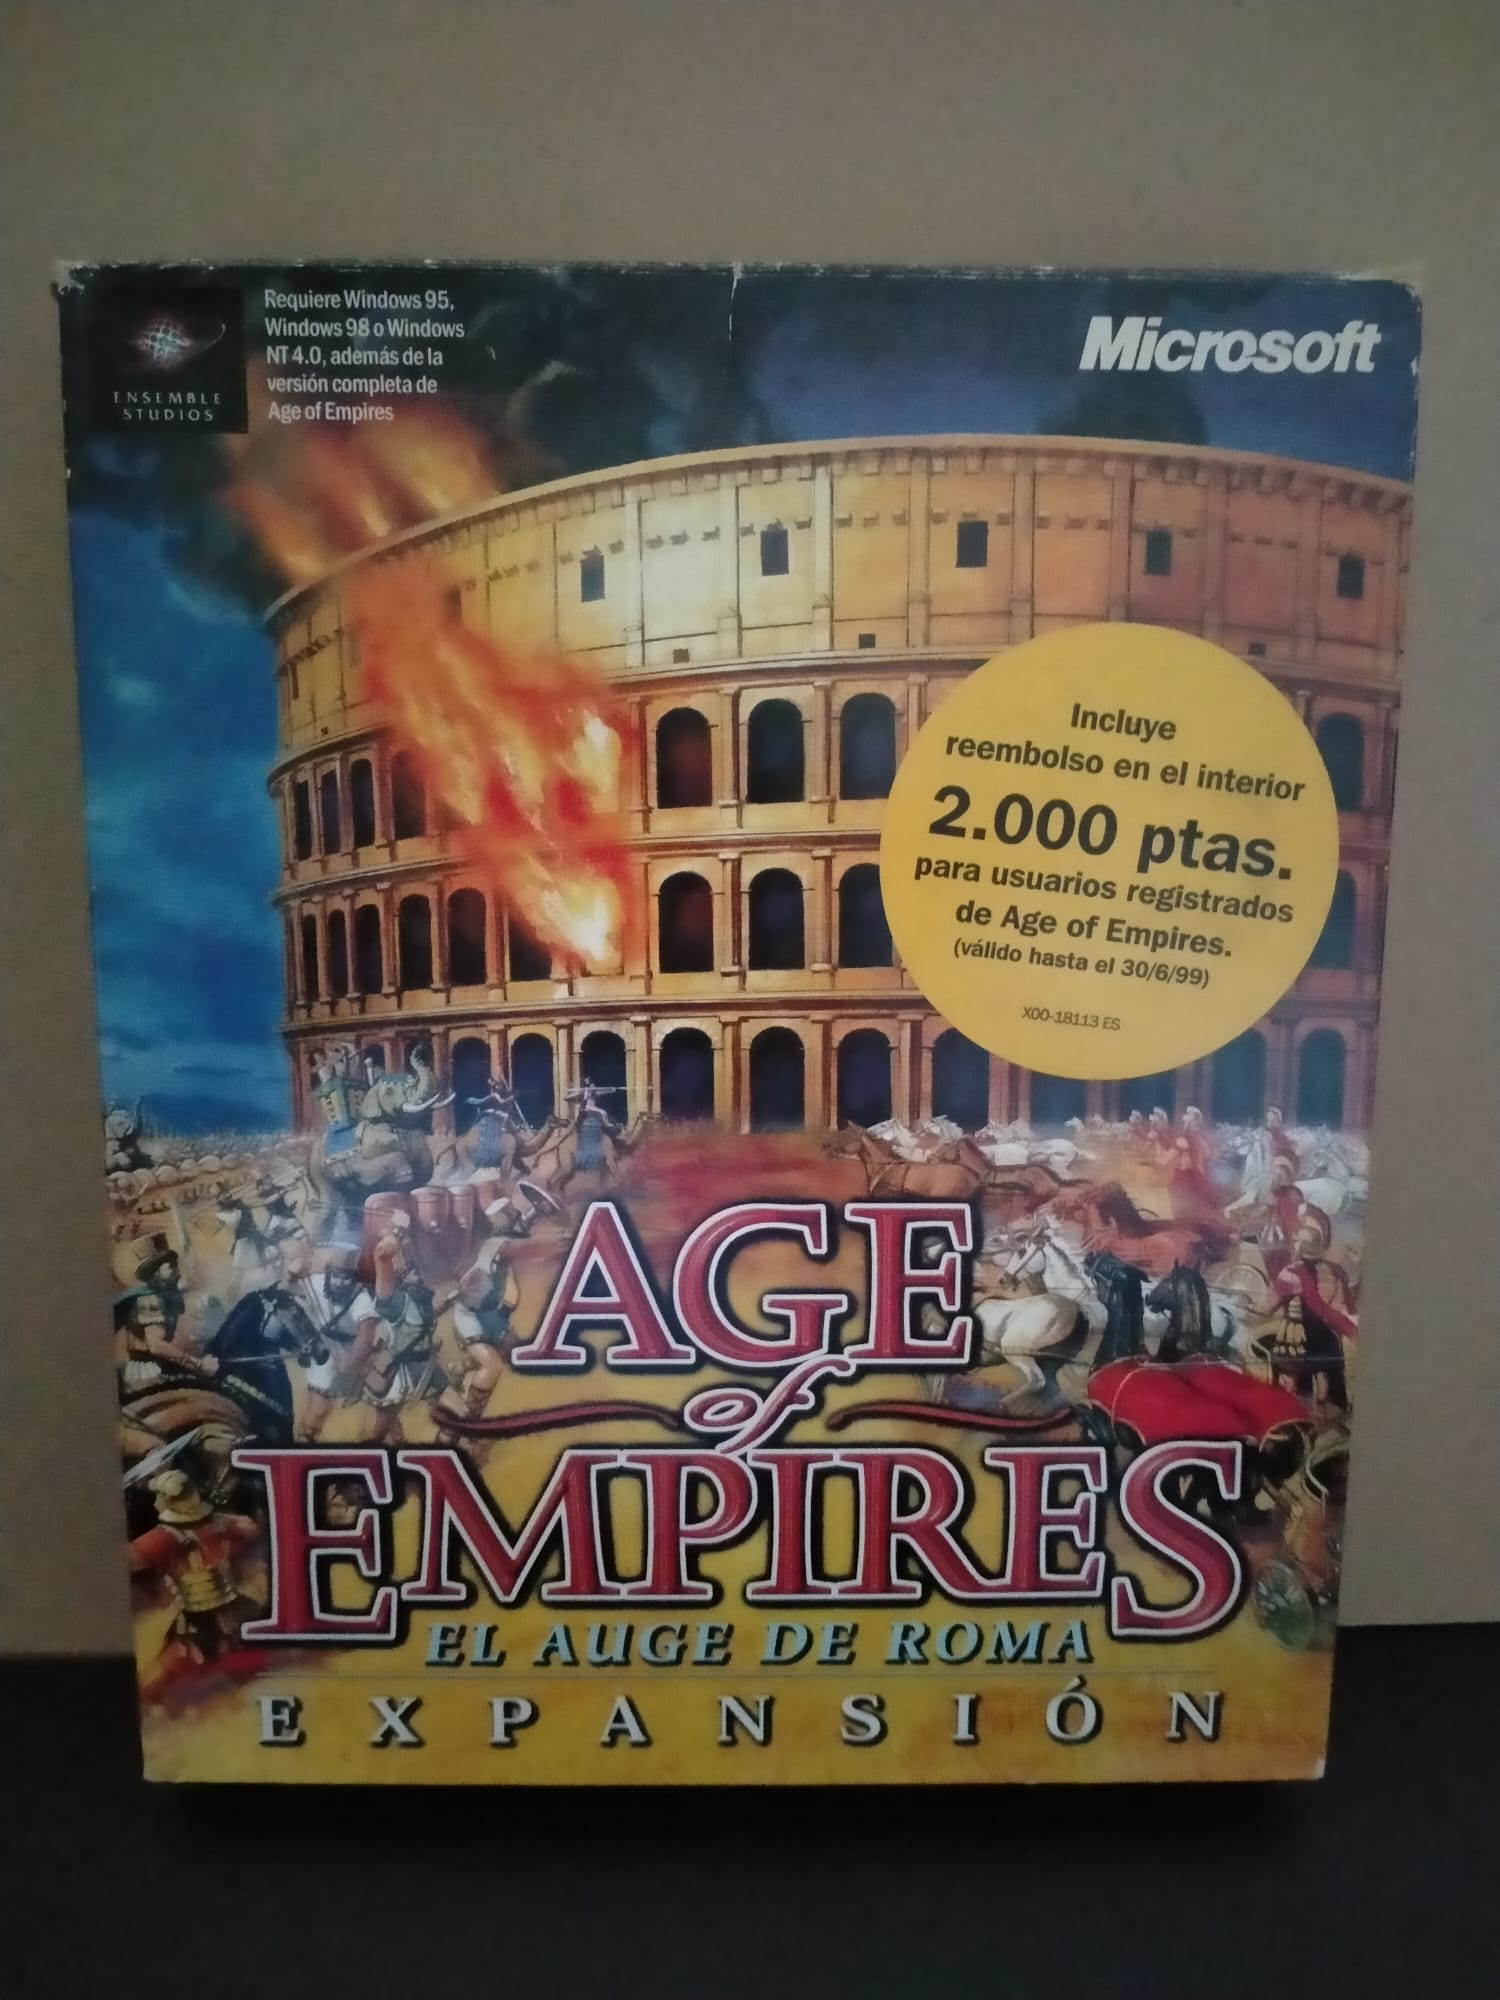 ENSEMBLE
STUDIOS
Requiere Windows 95,
Windows 98 o Windows
NT 4.0, además de la
versión completa de
Age of Empires
Microsoft
Incluye
reembolso en el interior
2.000 ptas.
para usuarios registrados
de Age of Empires.
(válido hasta el 30/6/99)
X00-18113 ES
AGE
of
EMPIRES
EL AUGE DE ROMA
EXPANSIÓN